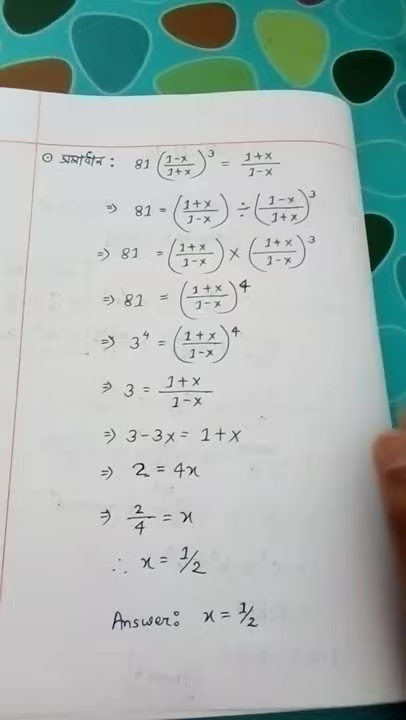 ⊙ সমাধান : 81 ((1-x)/(1+x))³ = (1+x)/(1-x)
⇒ 81 = ((1+x)/(1-x)) ÷ ((1-x)/(1+x))³
⇒ 81 = ((1+x)/(1-x)) × ((1+x)/(1-x))³
⇒ 81 = ((1+x)/(1-x))⁴
⇒ 3⁴ = ((1+x)/(1-x))⁴
⇒ 3 = (1+x)/(1-x)
⇒ 3-3x = 1+x
⇒ 2 = 4x
⇒ 2/4 = x
∴ x = 1/2
Answer: x = 1/2